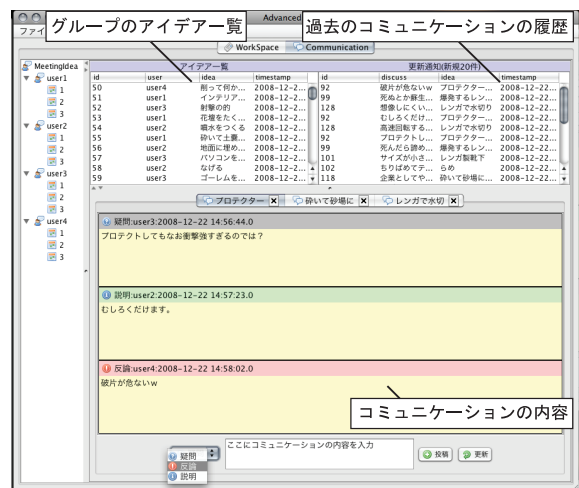 Advanced
ファイ
グループのアイデアー覧
過去のコミュニケーションの履歴
WorkSpace
Communication
MeetingIdea
user1
1
2
3
user2
1
2
3
user3
1
2
3
user4
1
2
3
アイデアー覧
id user idea timestamp
50 user4 削って何か... 2008-12-2...
51 user1 インテリア... 2008-12-2...
52 user3 射撃の的 2008-12-2...
53 user1 花壇をたく... 2008-12-2...
54 user2 噴水をつくる 2008-12-2...
55 user1 砕いて土嚢... 2008-12-2...
56 user2 地面に埋め... 2008-12-2...
57 user3 パソコンを... 2008-12-2...
58 user2 なげる 2008-12-2...
59 user3 ゴーレムを... 2008-12-2...
更新通知(新規20件)
id discuss idea timestamp
92 破片が危ないw プロテクター... 2008-12-22...
99 死ぬとか蘇生... 爆発するレン... 2008-12-22...
128 想像しにくい... レンガで水切り 2008-12-22...
92 むしろくだけ... プロテクター... 2008-12-22...
128 高速回転する... レンガで水切り 2008-12-22...
92 プロテクトし... プロテクター... 2008-12-22...
99 死んだら諦め... 爆発するレン... 2008-12-22...
101 サイズが小さ... レンガ製靴下 2008-12-22...
102 ちりばめてテ... らめ 2008-12-22...
118 企業としてや... 砕いて砂場に... 2008-12-22...
プロテクター
砕いて砂場に
レンガで水切
疑問:user3:2008-12-22 14:56:44.0
プロテクトしてもなお衝撃強すぎるのでは？
説明:user2:2008-12-22 14:57:23.0
むしろくだけます。
反論:user4:2008-12-22 14:58:02.0
破片が危ないw
コミュニケーションの内容
疑問
反論
説明
ここにコミュニケーションの内容を入力
投稿
更新